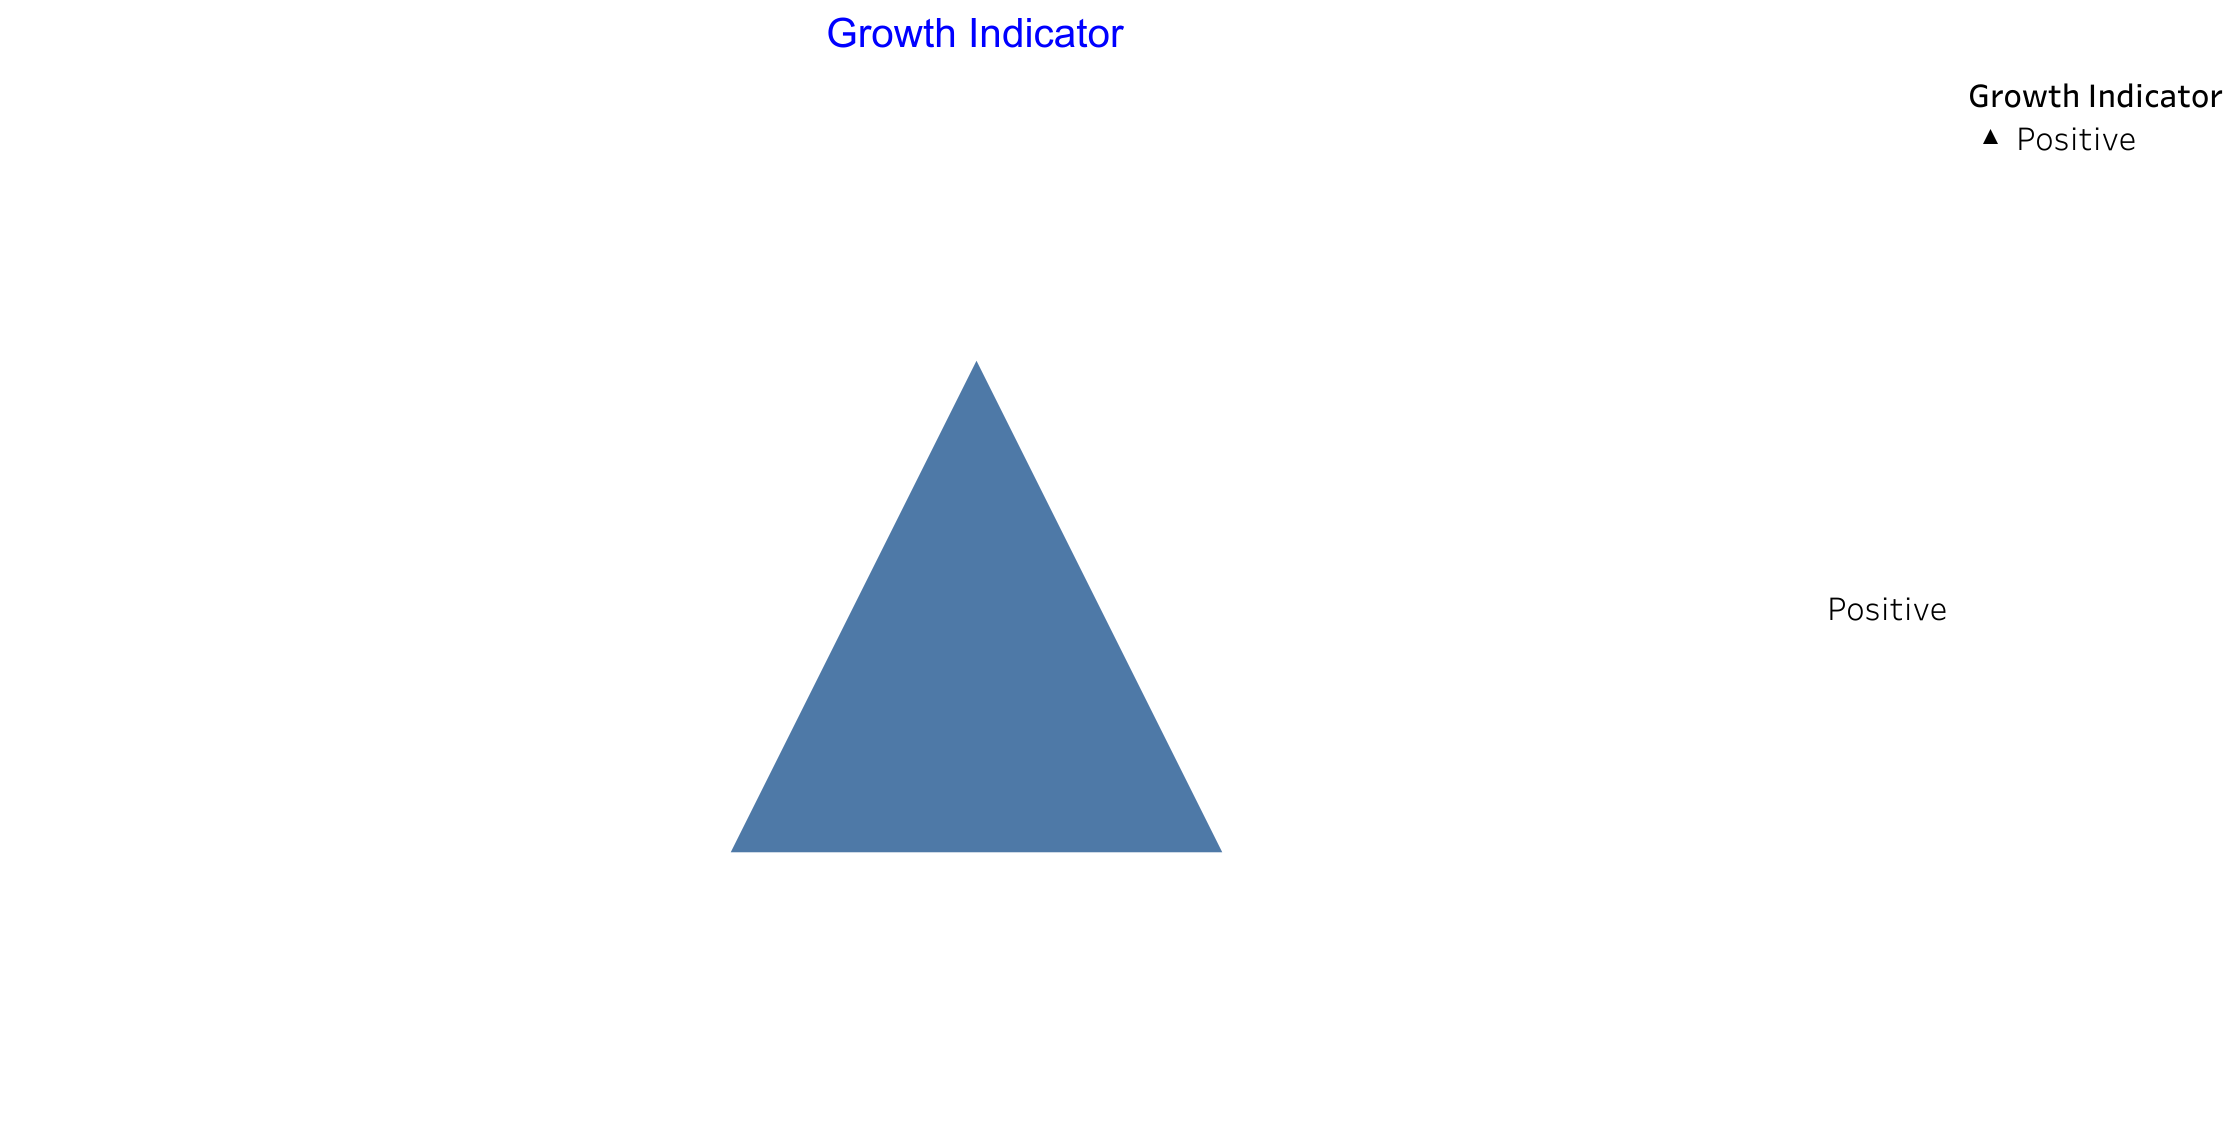 Growth Indicator
Growth Indicator
▲ Positive
Positive